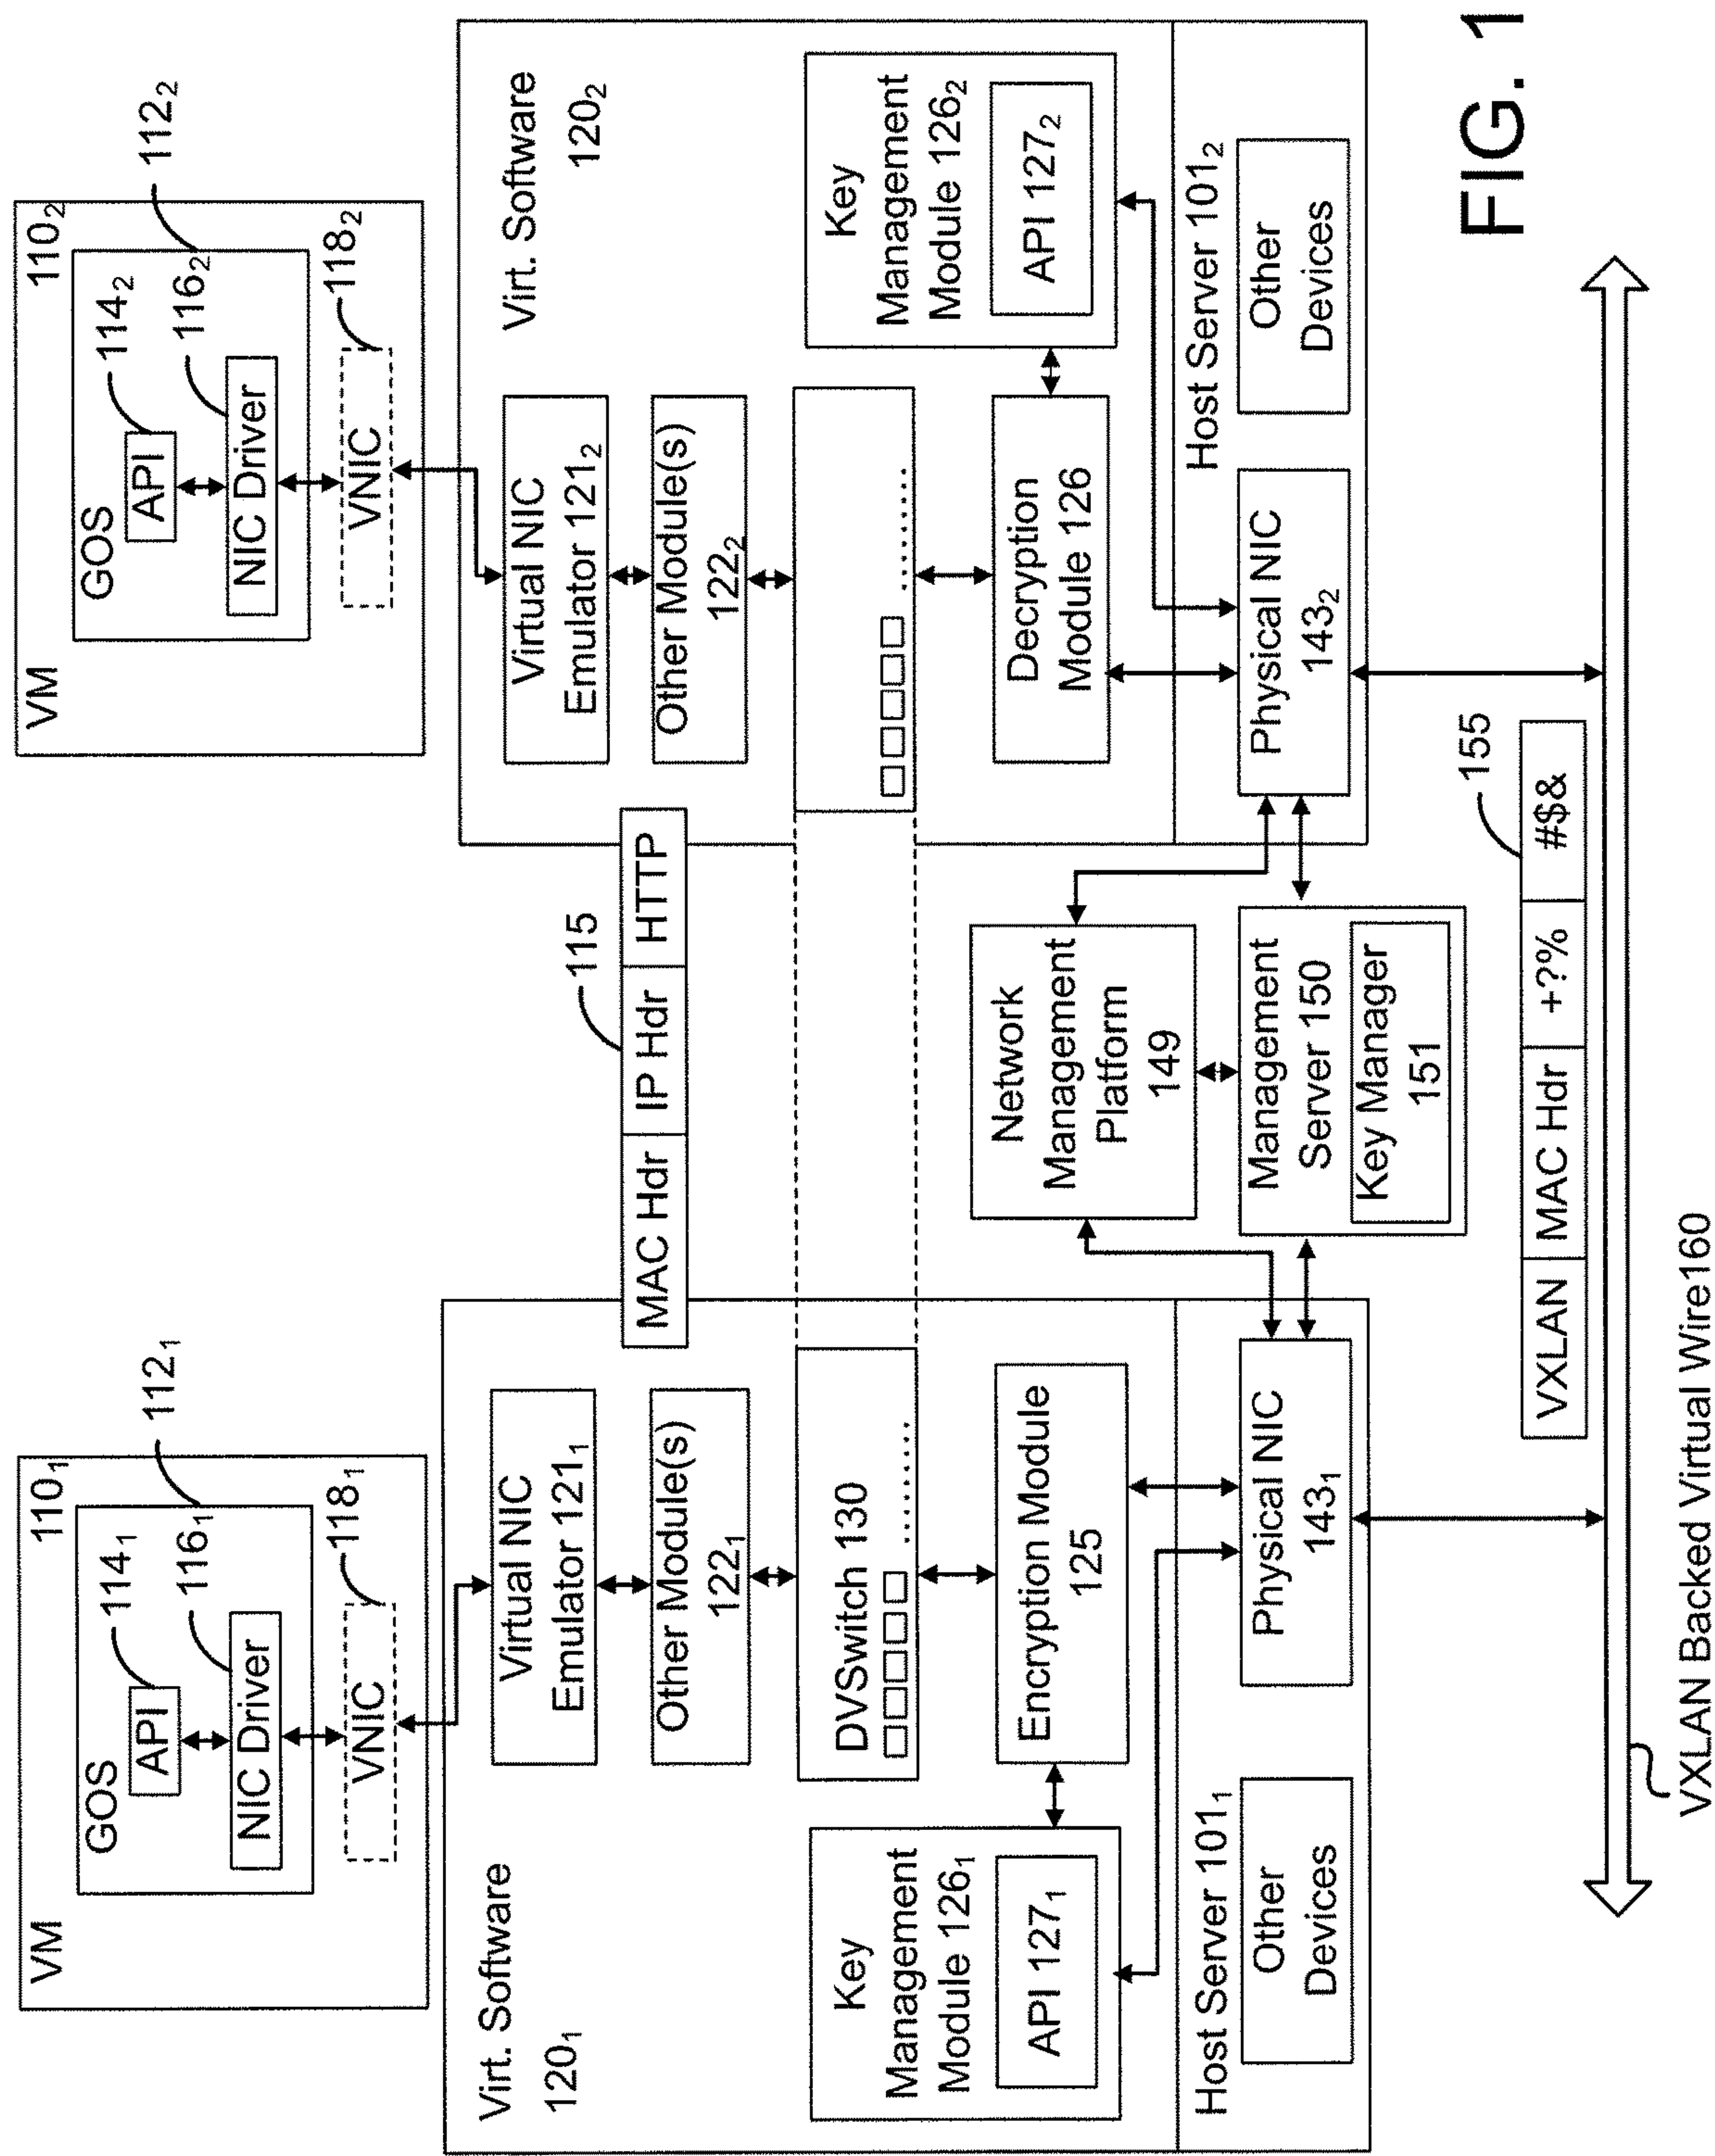 VM
110₁
GOS
112₁
API
114₁
NIC Driver
116₁
VNIC
118₁
VM
110₂
GOS
112₂
API
114₂
NIC Driver
116₂
VNIC
118₂
Virt. Software
120₁
Virtual NIC
Emulator 121₁
Other Module(s)
122₁
DVSwitch 130
Key
Management
Module 126₁
API 127₁
Encryption Module
125
Host Server 101₁
Other
Devices
Physical NIC
143₁
115
MAC Hdr
IP Hdr
HTTP
Network
Management
Platform
149
Management
Server 150
Key Manager
151
Virt. Software
120₂
Virtual NIC
Emulator 121₂
Other Module(s)
122₂
Decryption
Module 126
Key
Management
Module 126₂
API 127₂
Host Server 101₂
Physical NIC
143₂
Other
Devices
155
VXLAN
MAC Hdr
+?%
#$&
VXLAN Backed Virtual Wire160
FIG. 1